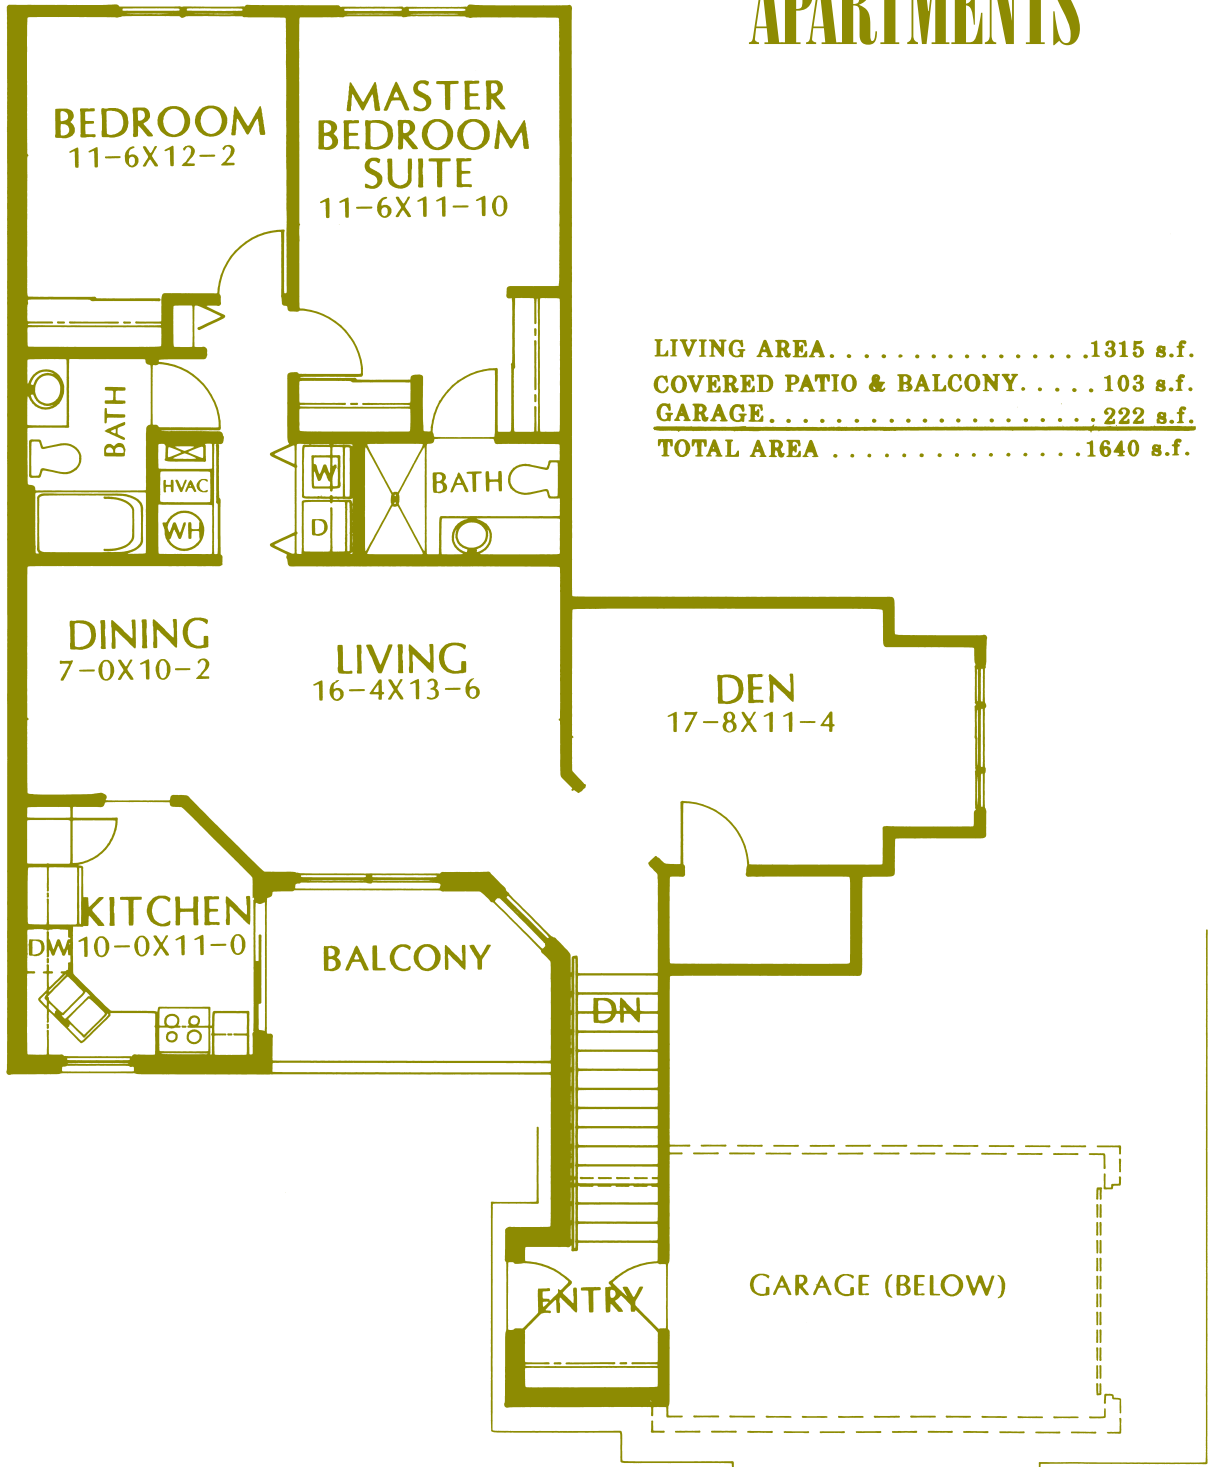 APARTMENTS
BEDROOM
11-6X12-2
MASTER
BEDROOM
SUITE
11-6X11-10
LIVING AREA................1315 s.f.
COVERED PATIO & BALCONY.....103 s.f.
GARAGE....................222 s.f.
TOTAL AREA ...............1640 s.f.
BATH
HVAC
WH
W
D
BATH
DINING
7-0X10-2
LIVING
16-4X13-6
DEN
17-8X11-4
KITCHEN
DW
10-0X11-0
BALCONY
DN
ENTRY
GARAGE (BELOW)